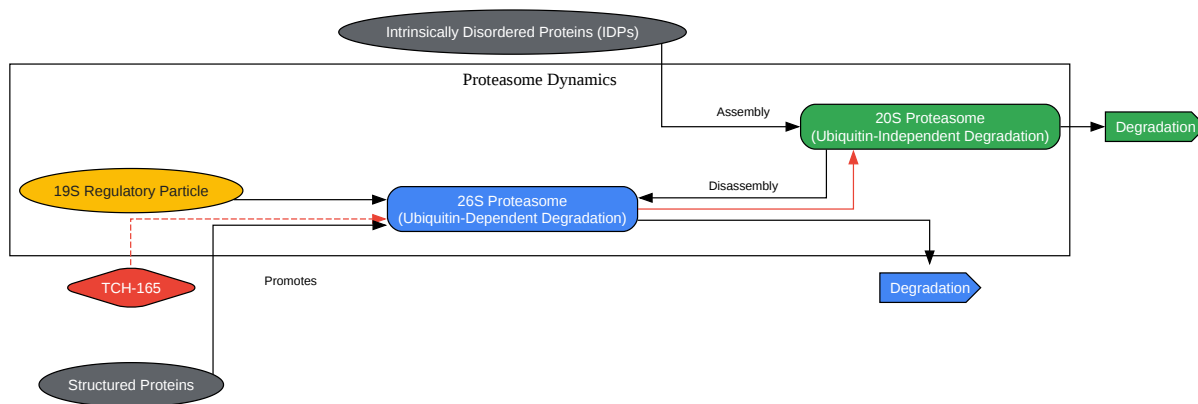 Intrinsically Disordered Proteins (IDPs)
Proteasome Dynamics
Assembly
20S Proteasome
(Ubiquitin-Independent Degradation)
Degradation
19S Regulatory Particle
Disassembly
26S Proteasome
(Ubiquitin-Dependent Degradation)
TCH-165
Promotes
Degradation
Structured Proteins